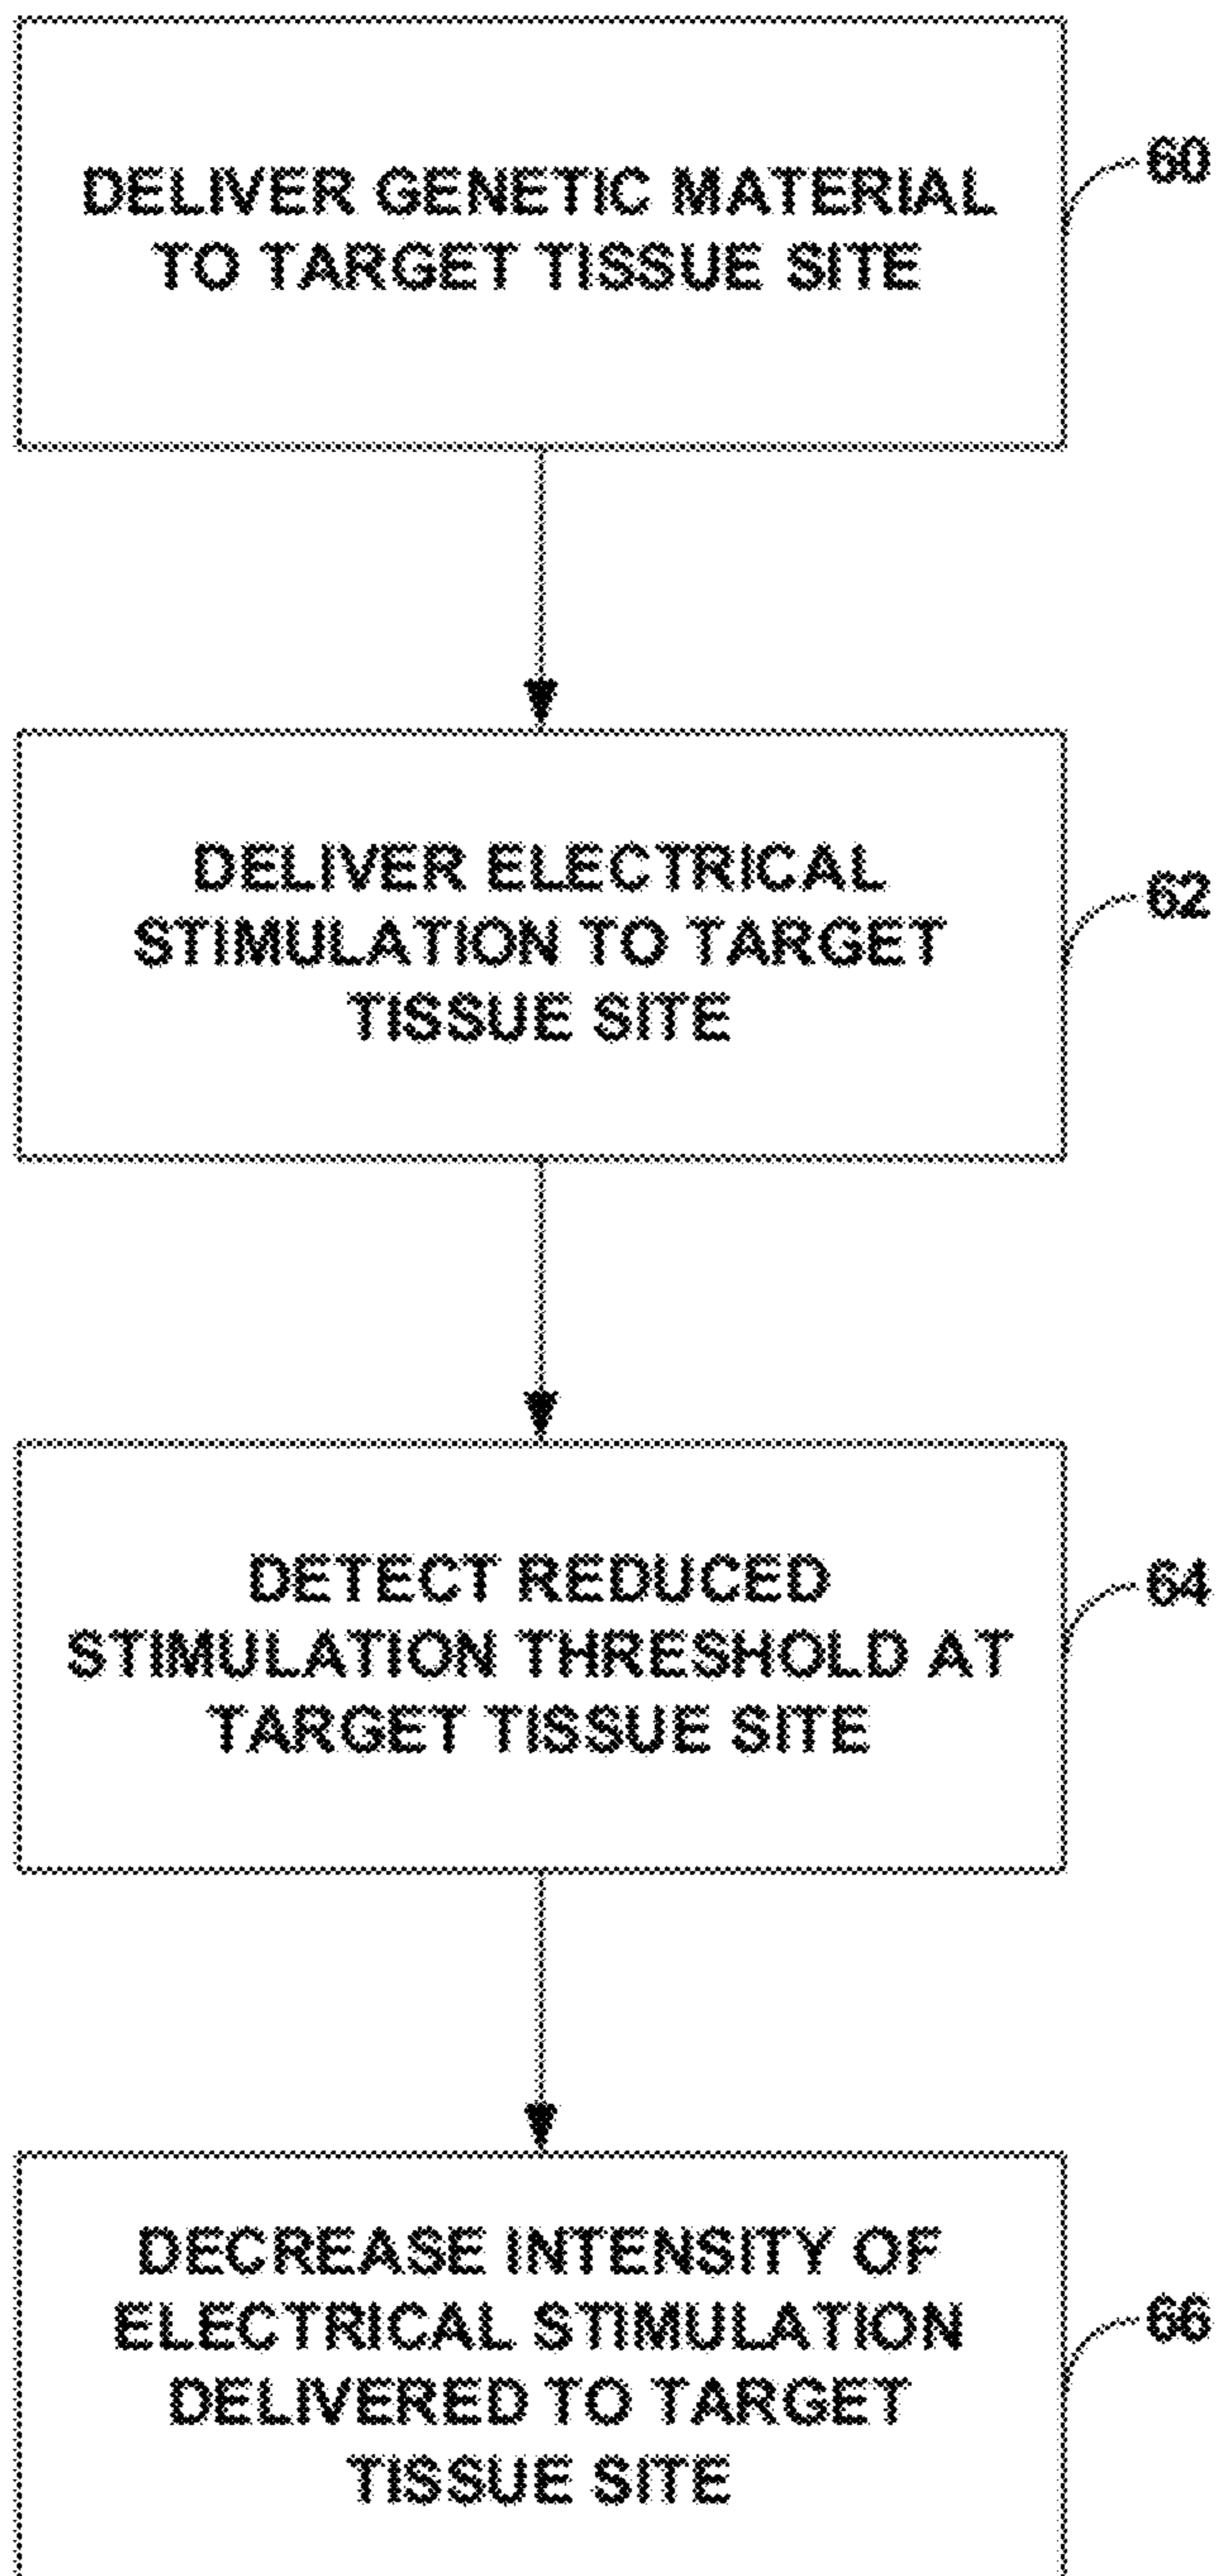 DELIVER GENETIC MATERIAL
TO TARGET TISSUE SITE
60
DELIVER ELECTRICAL
STIMULATION TO TARGET
TISSUE SITE
62
DETECT REDUCED
STIMULATION THRESHOLD AT
TARGET TISSUE SITE
64
DECREASE INTENSITY OF
ELECTRICAL STIMULATION
DELIVERED TO TARGET
TISSUE SITE
66